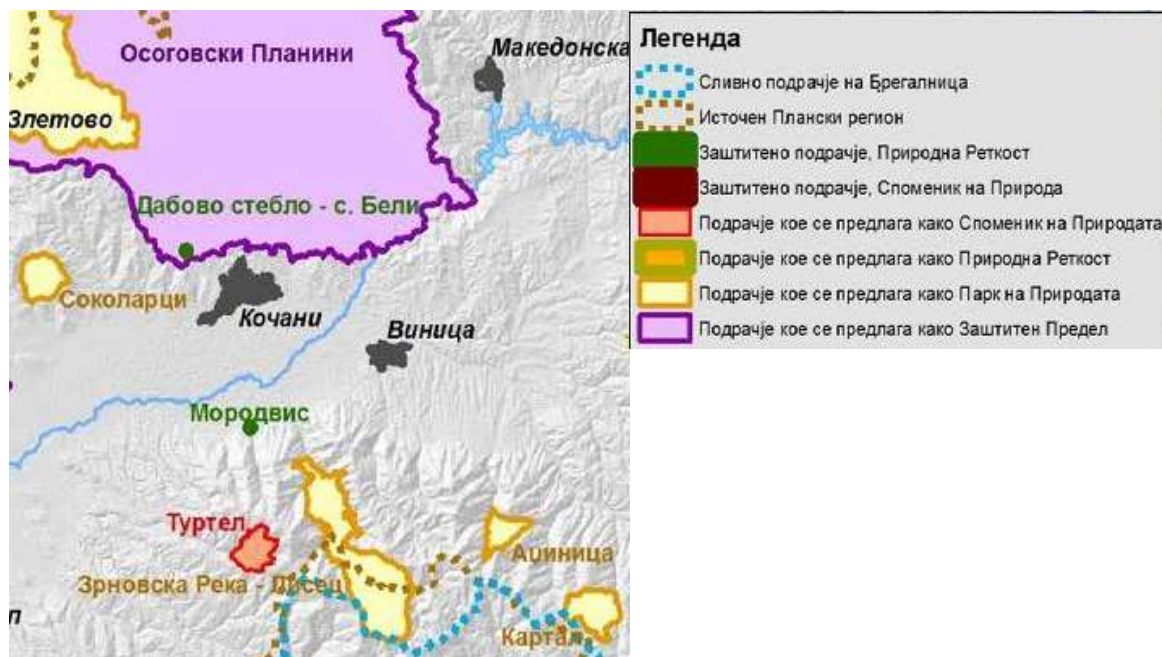 Осоговски Планини
Македонска
Злетово
Дабово стебло - с. Бели
Соколарци
Кочани
Виница
Мородвис
Туртел
Аџиница
Зрновска Река - Лисец
Картал
п
Легенда
Сливно подрачје на Брегалница
Источен Плански регион
Заштитено подрачје, Природна Реткост
Заштитено подрачје, Споменик на Природа
Подрачје кое се предлага како Споменик на Природата
Подрачје кое се предлага како Природна Реткост
Подрачје кое се предлага како Парк на Природата
Подрачје кое се предлага како Заштитен Предел